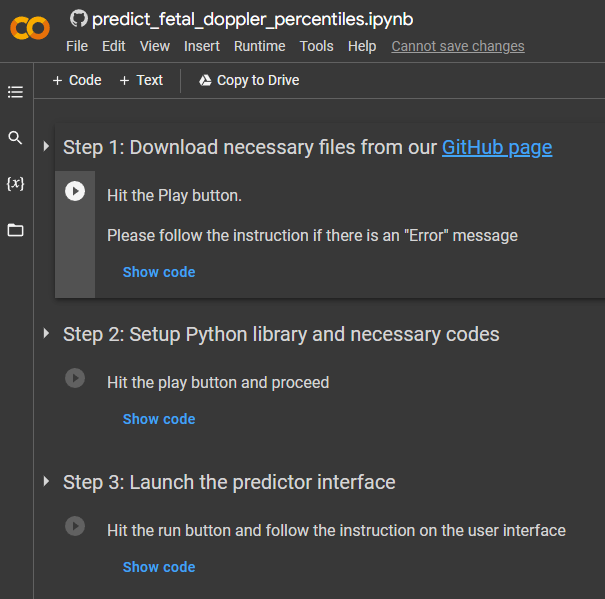 predict_fetal_doppler_percentiles.ipynb
File Edit View Insert Runtime Tools Help Cannot save changes
+ Code + Text Copy to Drive
Step 1: Download necessary files from our GitHub page
Hit the Play button.
Please follow the instruction if there is an "Error" message
Show code
{x}
Step 2: Setup Python library and necessary codes
Hit the play button and proceed
Show code
Step 3: Launch the predictor interface
Hit the run button and follow the instruction on the user interface
Show code